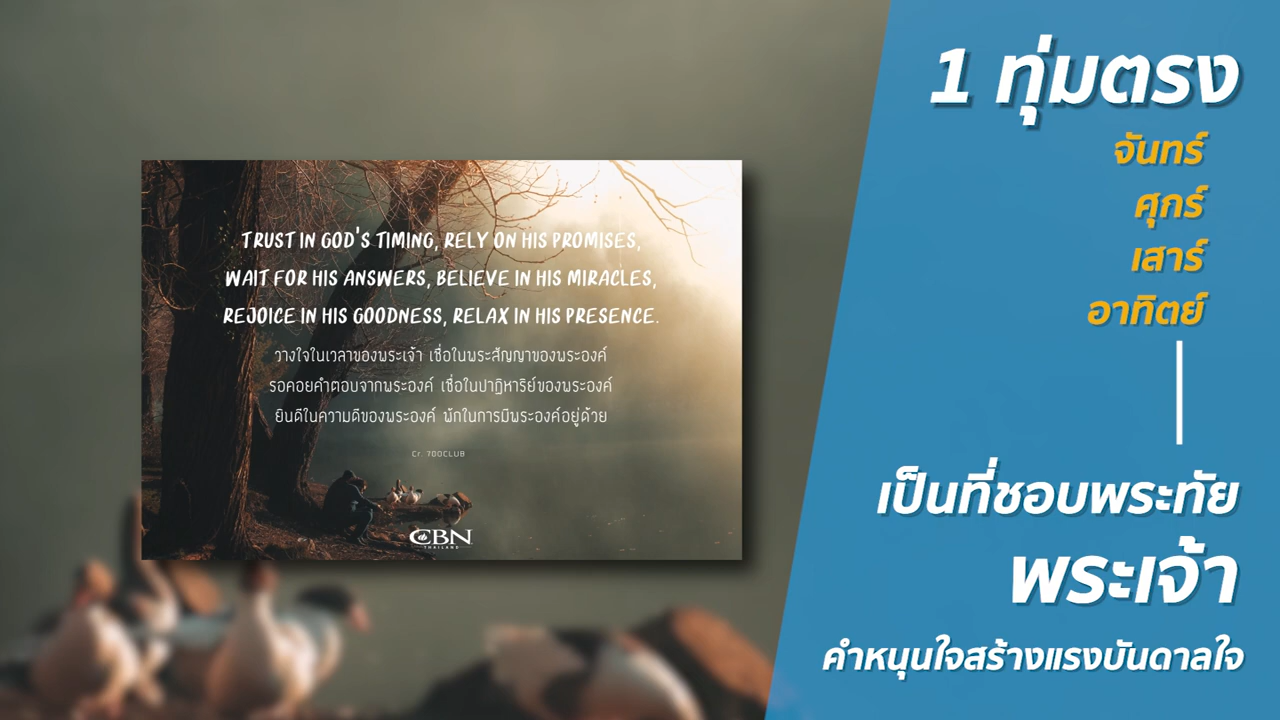 TRUST IN GOD'S TIMING, RELY ON HIS PROMISES,
WAIT FOR HIS ANSWERS, BELIEVE IN HIS MIRACLES,
REJOICE IN HIS GOODNESS, RELAX IN HIS PRESENCE.
วางใจในเวลาของพระเจ้า เชื่อในพระสัญญาของพระองค์
รอคอยคำตอบจากพระองค์ เชื่อในปาฏิหาริย์ของพระองค์
ยินดีในความดีของพระองค์ พักในการมีพระองค์อยู่ด้วย
Cr. 700CLUB
CBN
THAILAND
1 ทุ่มตรง
จันทร์
ศุกร์
เสาร์
อาทิตย์
เป็นที่ชอบพระทัย
พระเจ้า
คำหนุนใจสร้างแรงบันดาลใจ